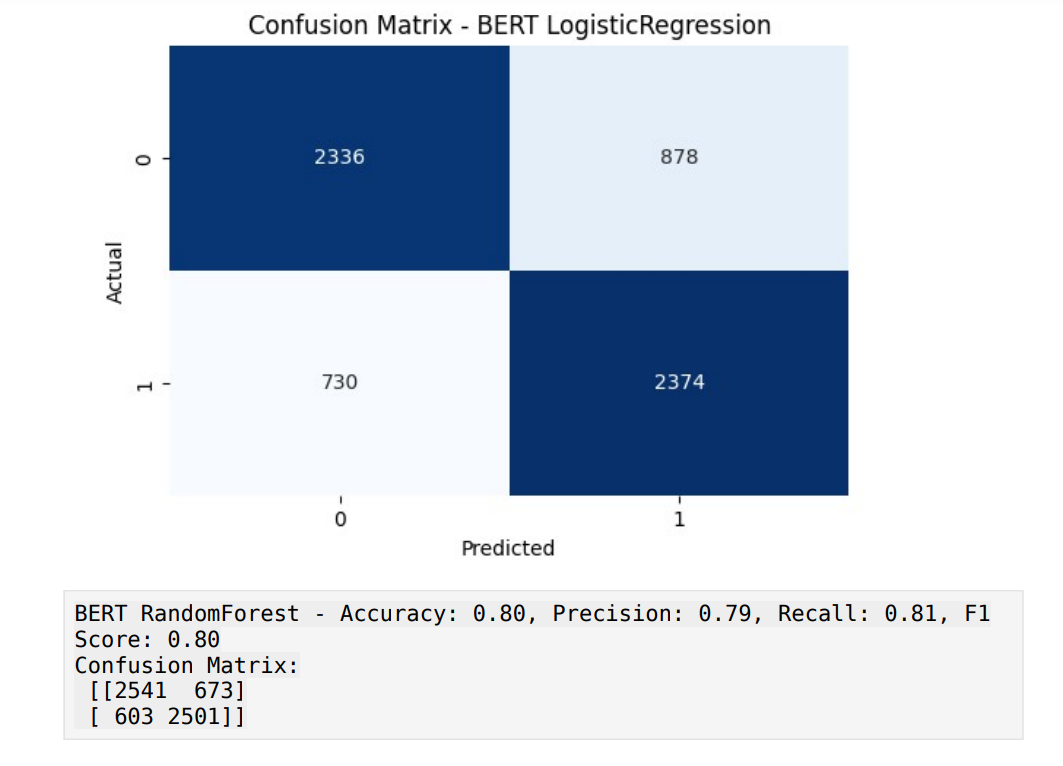 Confusion Matrix - BERT LogisticRegression
0
2336
878
Actual
1
730
2374
0
1
Predicted
BERT RandomForest - Accuracy: 0.80, Precision: 0.79, Recall: 0.81, F1
Score: 0.80
Confusion Matrix:
[[2541  673]
[ 603 2501]]